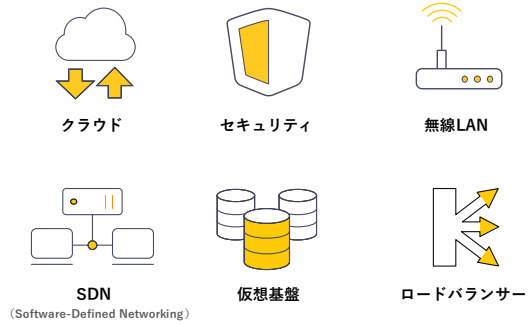 クラウド
セキュリティ
無線LAN
SDN
（Software-Defined Networking）
仮想基盤
ロードバランサー